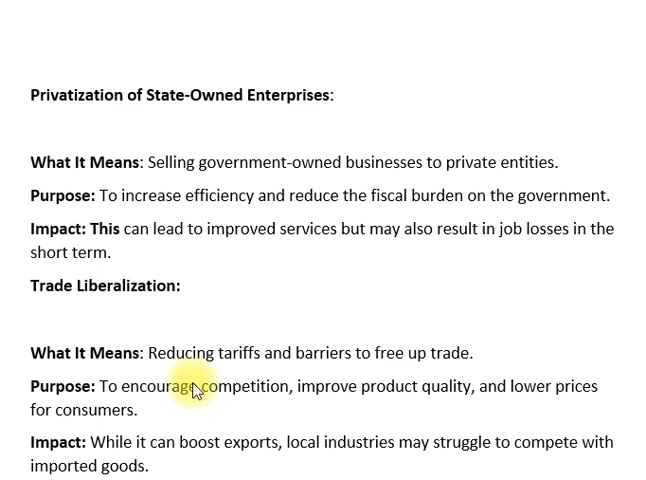 Privatization of State-Owned Enterprises:
What It Means: Selling government-owned businesses to private entities.
Purpose: To increase efficiency and reduce the fiscal burden on the government.
Impact: This can lead to improved services but may also result in job losses in the
short term.
Trade Liberalization:
What It Means: Reducing tariffs and barriers to free up trade.
Purpose: To encourage competition, improve product quality, and lower prices
for consumers.
Impact: While it can boost exports, local industries may struggle to compete with
imported goods.